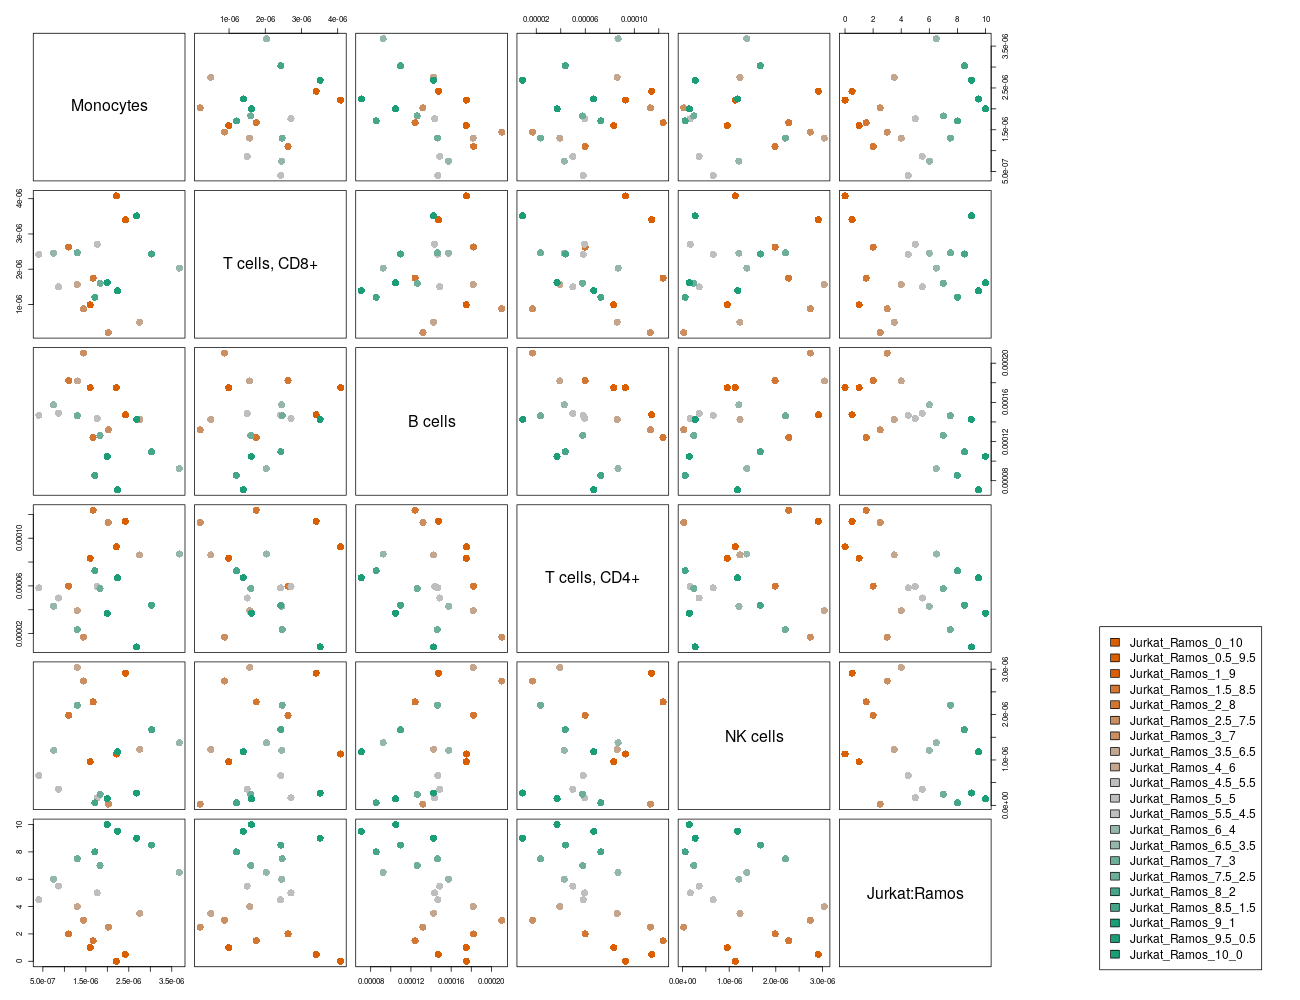 1e-06 2e-06 3e-06 4e-06
0.00002 0.00006 0.00010
0 2 4 6 8 10
Monocytes
5.0e-07 1.5e-06 2.5e-06 3.5e-06
1e-06 2e-06 3e-06 4e-06
T cells, CD8+
B cells
0.00008 0.00012 0.00016 0.00020
0.00002 0.00006 0.00010
T cells, CD4+
NK cells
0.0e+00 1.0e-06 2.0e-06 3.0e-06
0 2 4 6 8 10
Jurkat:Ramos
5.0e-07 1.5e-06 2.5e-06 3.5e-06
0.00008 0.00012 0.00016 0.00020
0.0e+00 1.0e-06 2.0e-06 3.0e-06
Jurkat_Ramos_0_10
Jurkat_Ramos_0.5_9.5
Jurkat_Ramos_1_9
Jurkat_Ramos_1.5_8.5
Jurkat_Ramos_2_8
Jurkat_Ramos_2.5_7.5
Jurkat_Ramos_3_7
Jurkat_Ramos_3.5_6.5
Jurkat_Ramos_4_6
Jurkat_Ramos_4.5_5.5
Jurkat_Ramos_5_5
Jurkat_Ramos_5.5_4.5
Jurkat_Ramos_6_4
Jurkat_Ramos_6.5_3.5
Jurkat_Ramos_7_3
Jurkat_Ramos_7.5_2.5
Jurkat_Ramos_8_2
Jurkat_Ramos_8.5_1.5
Jurkat_Ramos_9_1
Jurkat_Ramos_9.5_0.5
Jurkat_Ramos_10_0